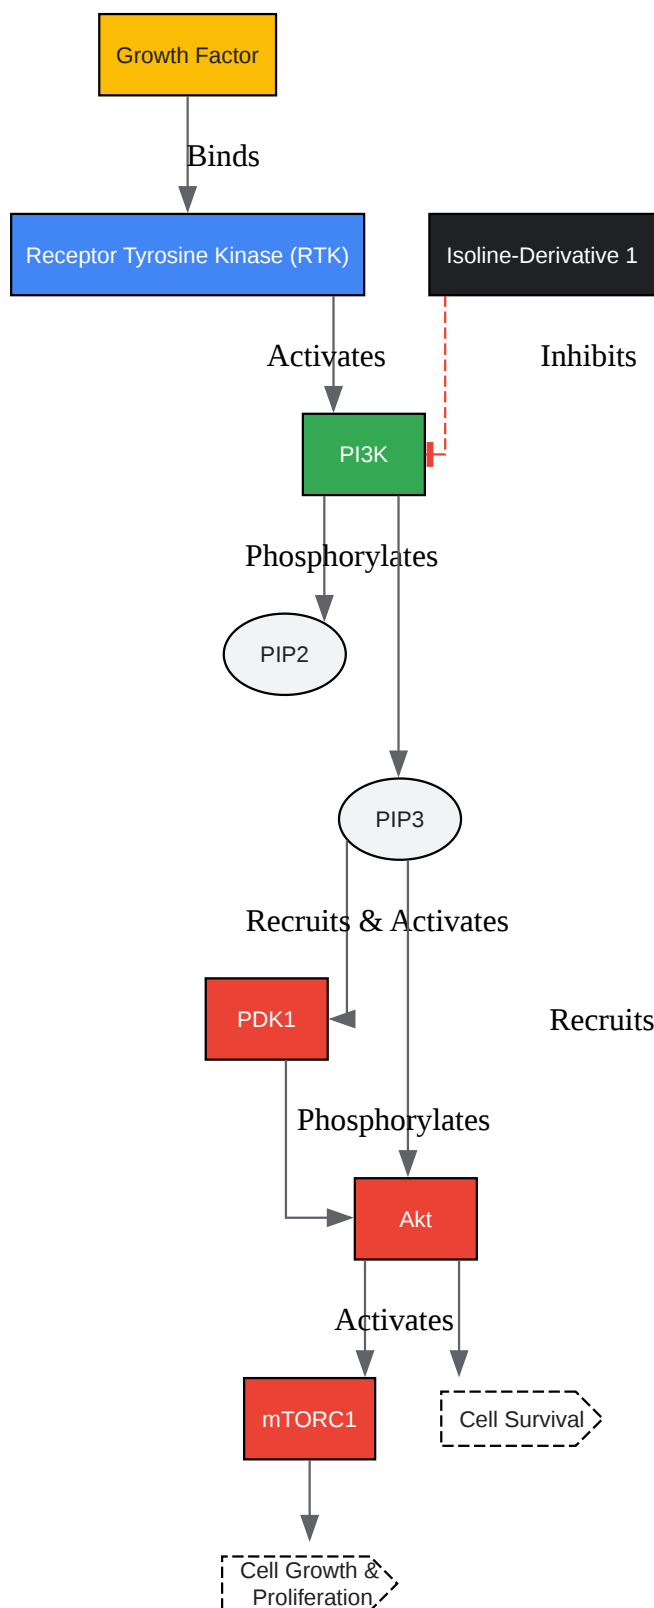 Growth Factor
Binds
Receptor Tyrosine Kinase (RTK)
Isoline-Derivative 1
Activates
Inhibits
PI3K
Phosphorylates
PIP2
PIP3
Recruits & Activates
PDK1
Recruits
Phosphorylates
Akt
Activates
mTORC1
Cell Survival
Cell Growth &
Proliferation